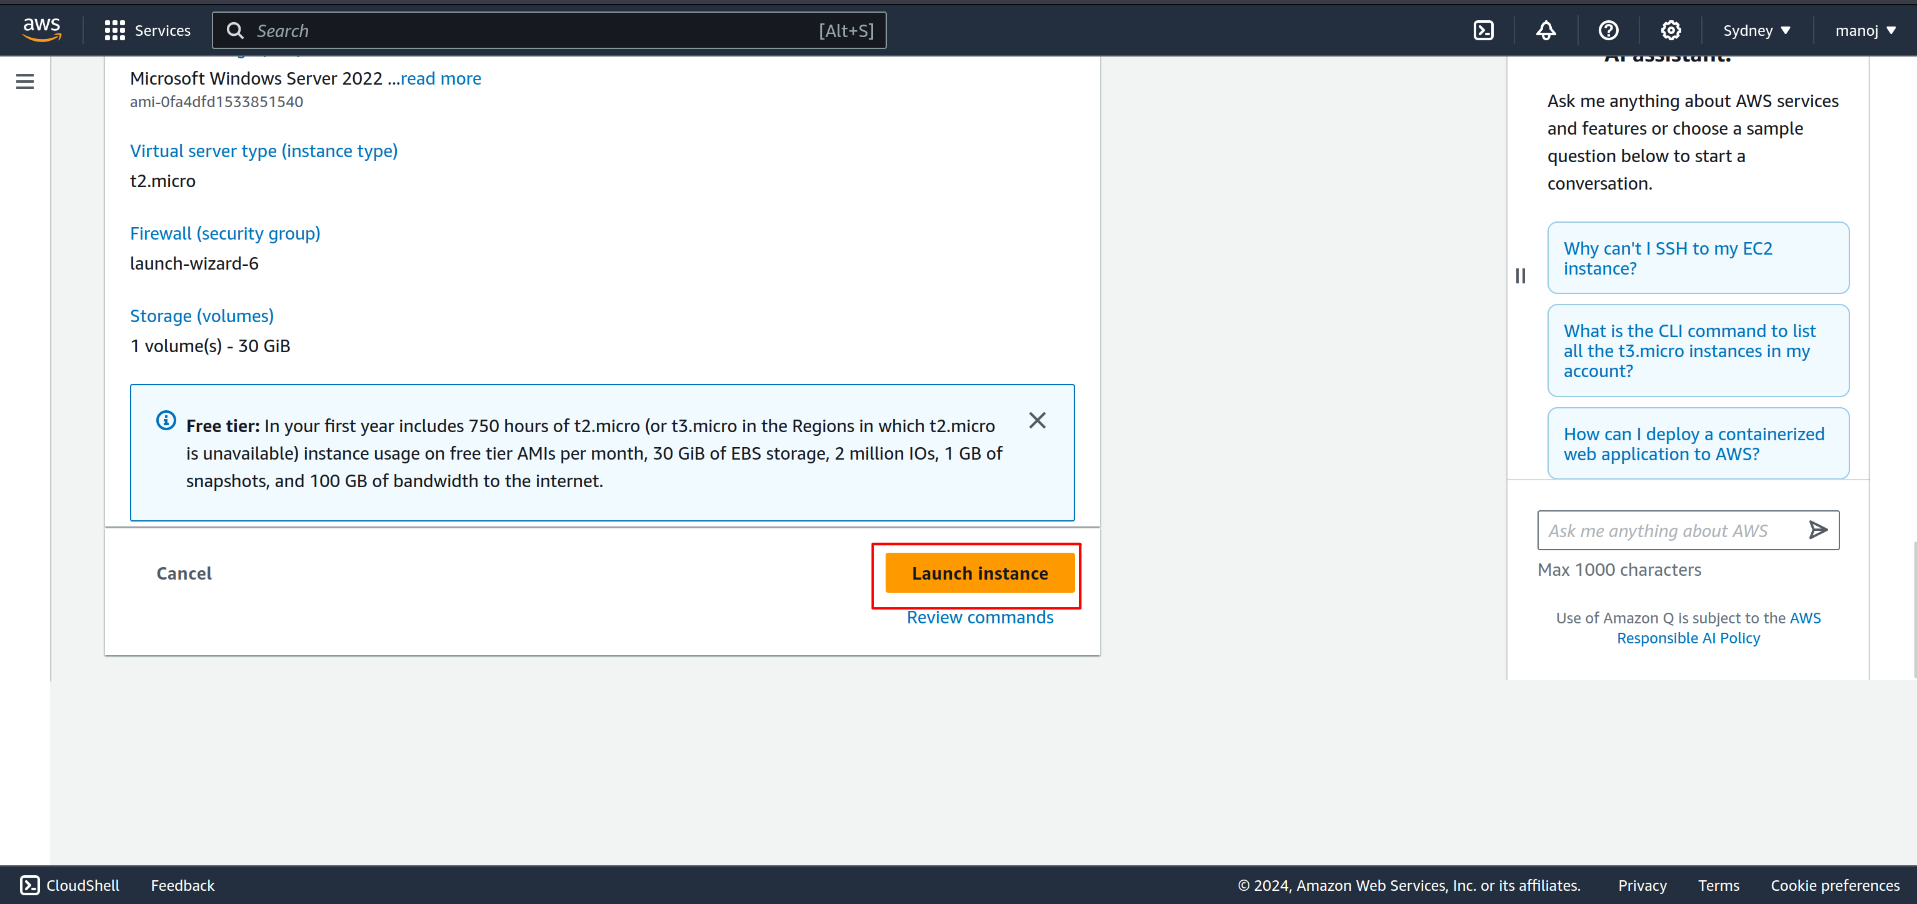 aws
Services
Search
[Alt+S]
Sydney
manoj
Microsoft Windows Server 2022 ...read more
ami-0fa4dfd1533851540
Virtual server type (instance type)
t2.micro
Firewall (security group)
launch-wizard-6
Storage (volumes)
1 volume(s) - 30 GiB
Free tier: In your first year includes 750 hours of t2.micro (or t3.micro in the Regions in which t2.micro
is unavailable) instance usage on free tier AMIs per month, 30 GiB of EBS storage, 2 million IOs, 1 GB of
snapshots, and 100 GB of bandwidth to the internet.
Cancel
Launch instance
Review commands
AI assistant.
Ask me anything about AWS services
and features or choose a sample
question below to start a
conversation.
Why can't I SSH to my EC2
instance?
What is the CLI command to list
all the t3.micro instances in my
account?
How can I deploy a containerized
web application to AWS?
Ask me anything about AWS
Max 1000 characters
Use of Amazon Q is subject to the AWS
Responsible AI Policy
CloudShell
Feedback
© 2024, Amazon Web Services, Inc. or its affiliates.
Privacy
Terms
Cookie preferences